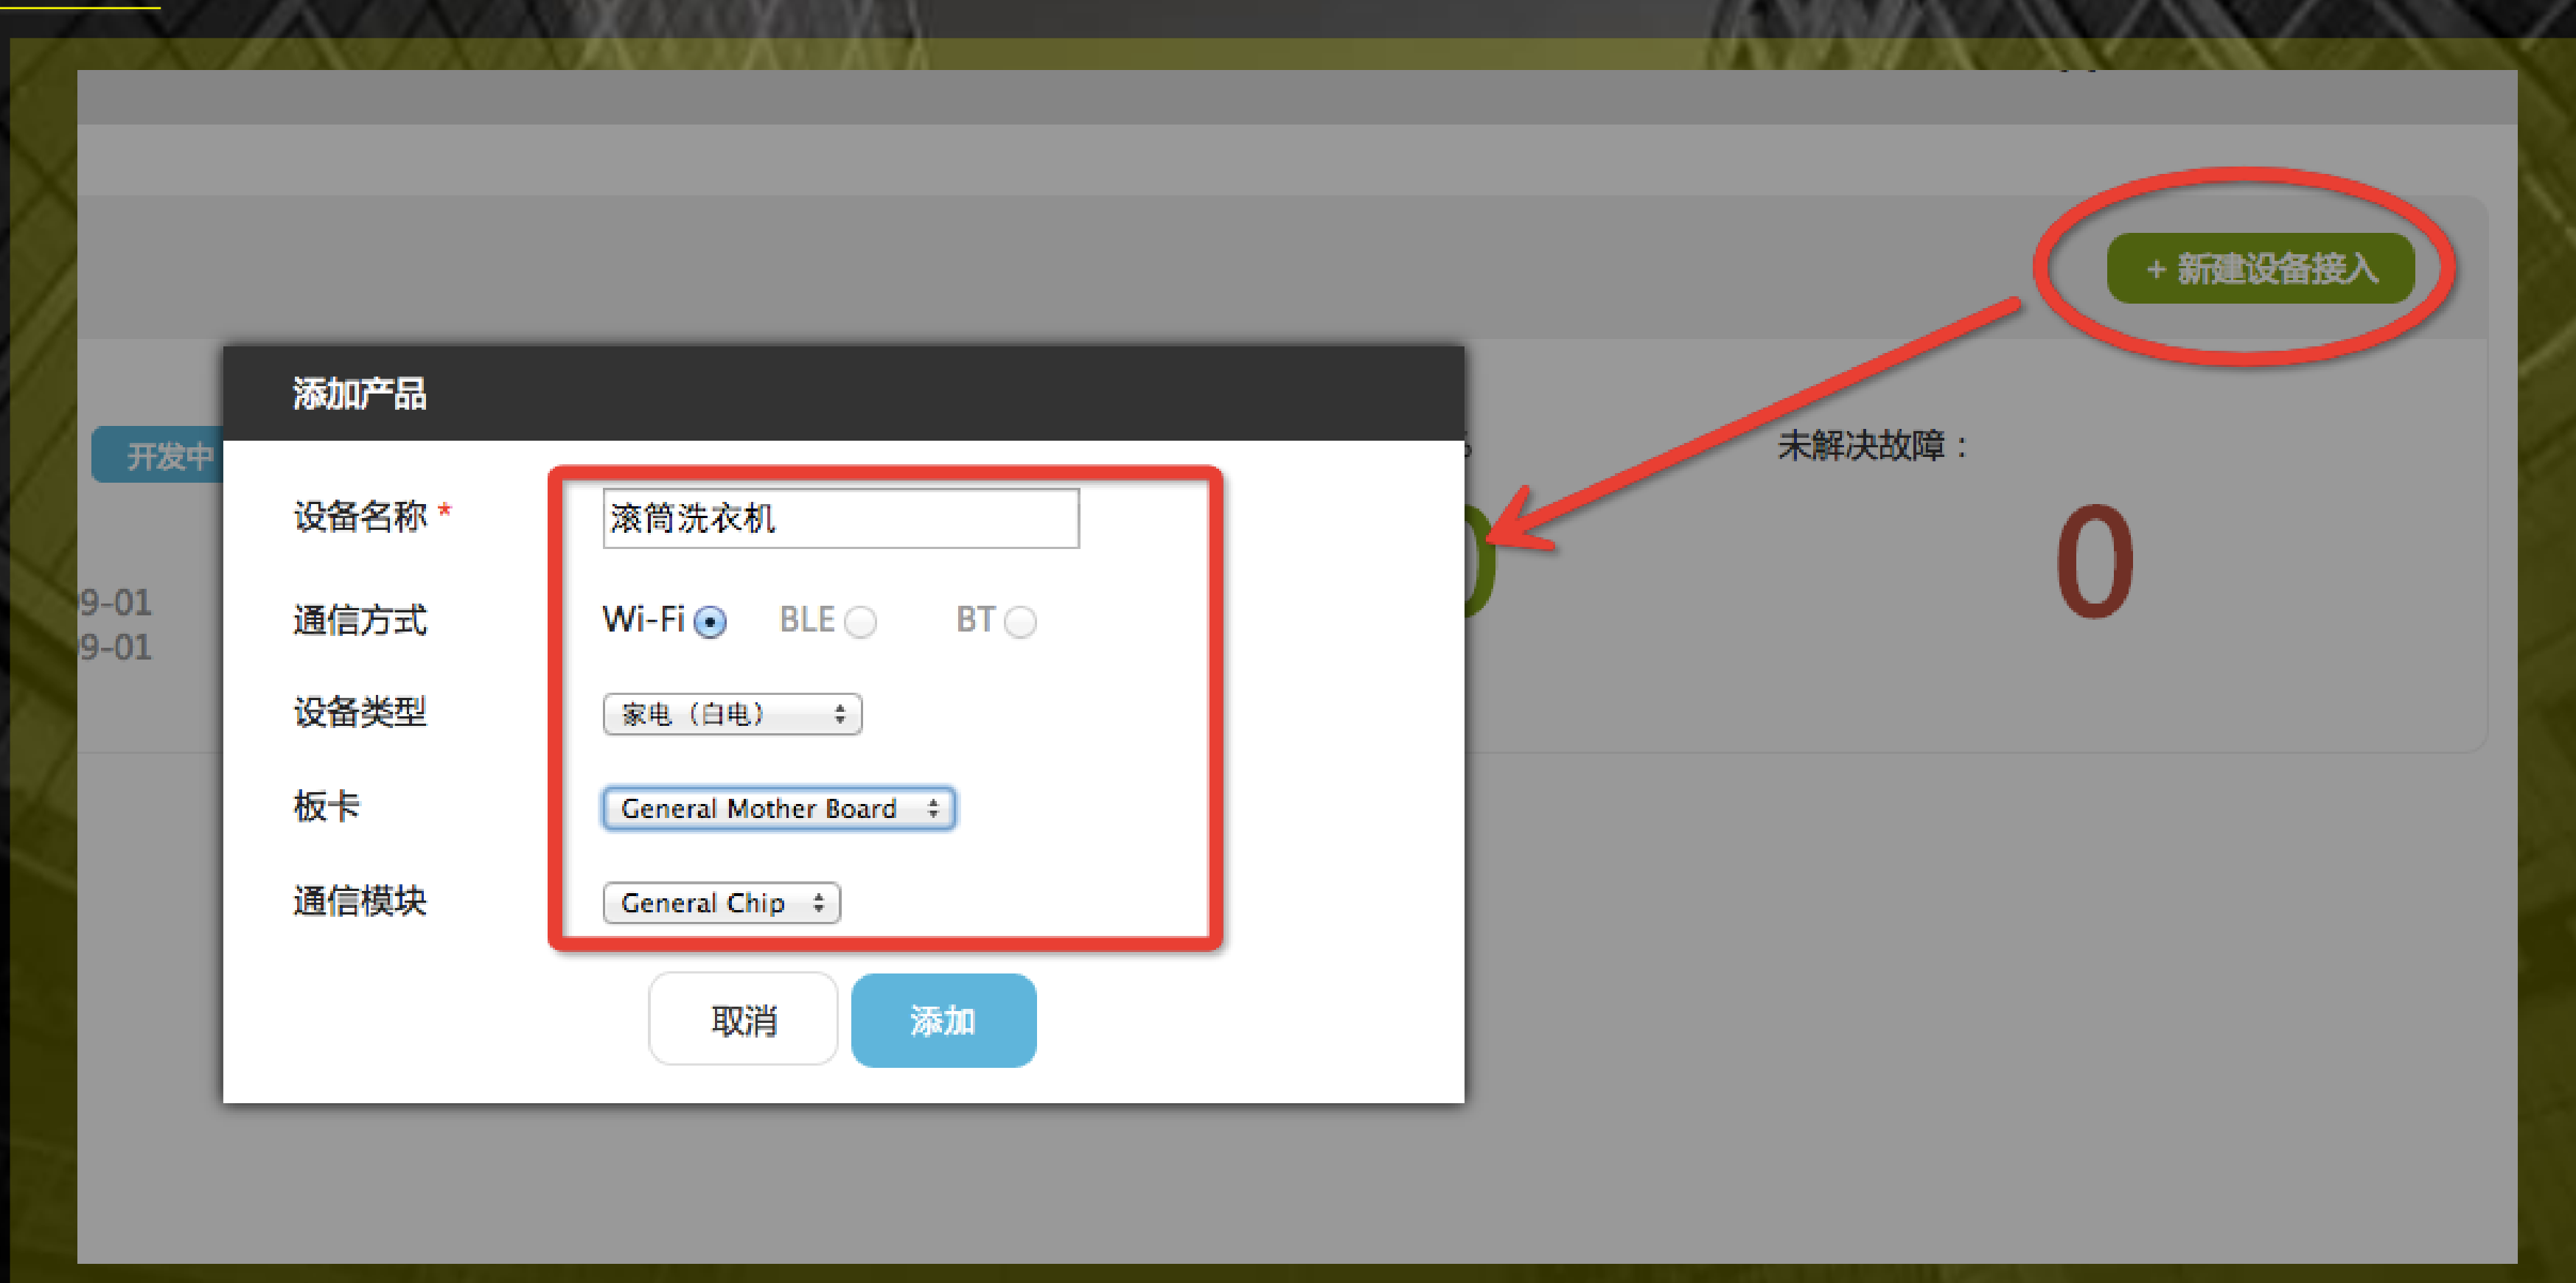 + 新建设备接入
添加产品
开发中
未解决故障：
设备名称 *
滚筒洗衣机
0
9-01
通信方式
Wi-Fi BLE BT
9-01
设备类型
家电（白电）
板卡
General Mother Board
通信模块
General Chip
取消 添加